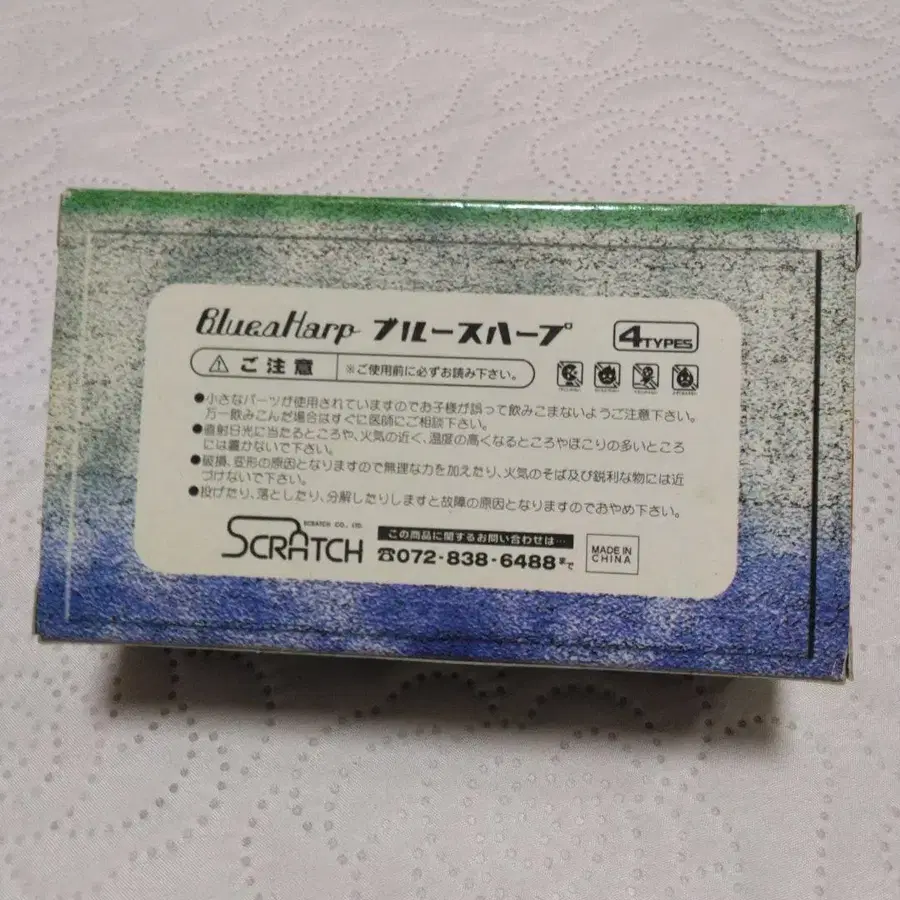 BluesHarp ブルースハープ 4TYPES
⚠ ご注意 ※ご使用前に必ずお読み下さい。
●小さなパーツが使用されていますのでお子様が誤って飲みこまないようご注意下さい。
万一飲みこんだ場合はすぐに医師にご相談下さい。
●直射日光に当たるところや、火気の近く、温度の高くなるところやほこりの多いところ
には置かないで下さい。
●破損、変形の原因となりますので無理な力を加えたり、火気のそば及び鋭利な物には近
づけないで下さい。
●投げたり、落としたり、分解したりしますと故障の原因となりますのでおやめ下さい。
SCRATCH CO., LTD.
SCRATCH
この商品に関するお問い合わせは…
☎072-838-6488まで
MADE IN
CHINA